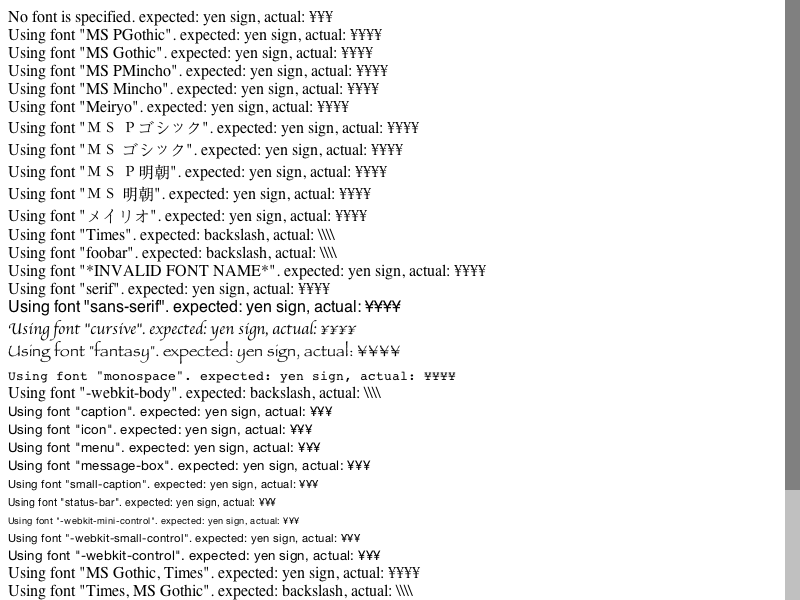 No font is specified. expected: yen sign, actual: ¥¥¥
Using font "MS PGothic". expected: yen sign, actual: ¥¥¥¥
Using font "MS Gothic". expected: yen sign, actual: ¥¥¥¥
Using font "MS PMincho". expected: yen sign, actual: ¥¥¥¥
Using font "MS Mincho". expected: yen sign, actual: ¥¥¥¥
Using font "Meiryo". expected: yen sign, actual: ¥¥¥¥
Using font "ＭＳ Ｐゴシック". expected: yen sign, actual: ¥¥¥¥
Using font "ＭＳ ゴシック". expected: yen sign, actual: ¥¥¥¥
Using font "ＭＳ Ｐ明朝". expected: yen sign, actual: ¥¥¥¥
Using font "ＭＳ 明朝". expected: yen sign, actual: ¥¥¥¥
Using font "メイリオ". expected: yen sign, actual: ¥¥¥¥
Using font "Times". expected: backslash, actual: \\\\
Using font "foobar". expected: backslash, actual: \\\\
Using font "*INVALID FONT NAME*". expected: yen sign, actual: ¥¥¥¥
Using font "serif". expected: yen sign, actual: ¥¥¥¥
Using font "sans-serif". expected: yen sign, actual: ¥¥¥¥
Using font "cursive". expected: yen sign, actual: ¥¥¥¥
Using font "fantasy". expected: yen sign, actual: ¥¥¥¥
Using font "monospace". expected: yen sign, actual: ¥¥¥¥
Using font "-webkit-body". expected: backslash, actual: \\\\
Using font "caption". expected: yen sign, actual: ¥¥¥
Using font "icon". expected: yen sign, actual: ¥¥¥
Using font "menu". expected: yen sign, actual: ¥¥¥
Using font "message-box". expected: yen sign, actual: ¥¥¥
Using font "small-caption". expected: yen sign, actual: ¥¥¥
Using font "status-bar". expected: yen sign, actual: ¥¥¥
Using font "-webkit-mini-control". expected: yen sign, actual: ¥¥¥
Using font "-webkit-small-control". expected: yen sign, actual: ¥¥¥
Using font "-webkit-control". expected: yen sign, actual: ¥¥¥
Using font "MS Gothic, Times". expected: yen sign, actual: ¥¥¥¥
Using font "Times, MS Gothic". expected: backslash, actual: \\\\